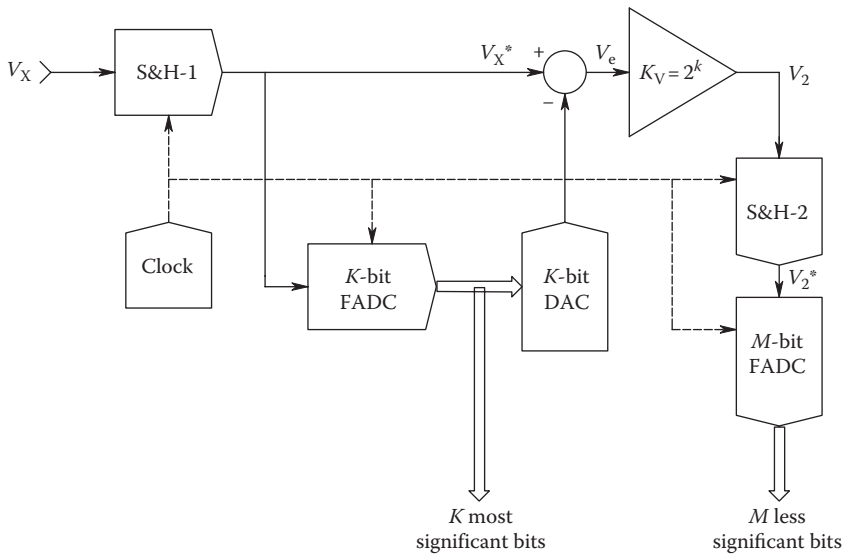 V_X
S&H-1
V_X*
+
−
V_e
K_V = 2^k
V_2
S&H-2
Clock
K-bit
FADC
K-bit
DAC
V_2*
M-bit
FADC
K most
significant bits
M less
significant bits